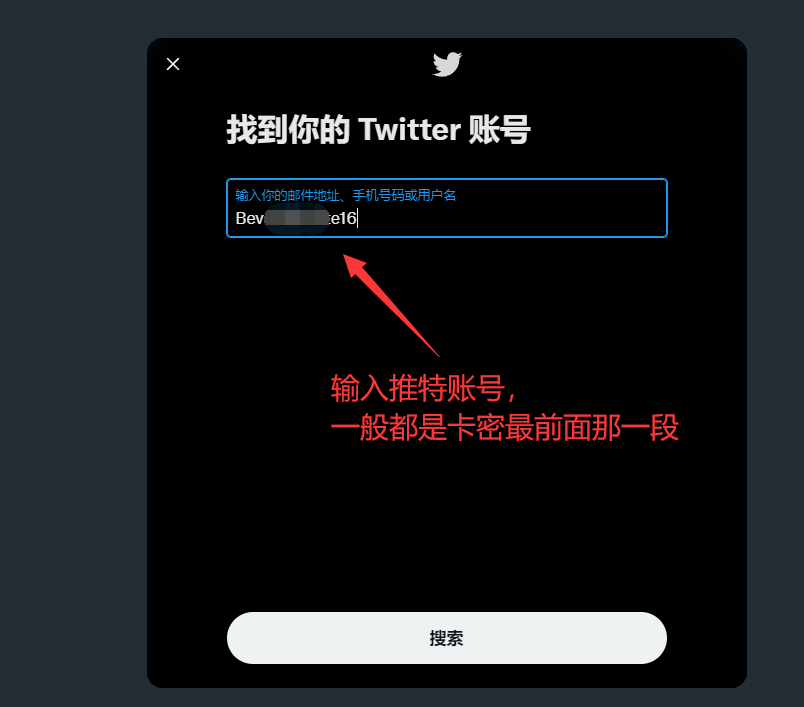 找到你的 Twitter 账号
输入你的邮件地址、手机号码或用户名
Bev te16
输入推特账号，
一般都是卡密最前面那一段
搜索